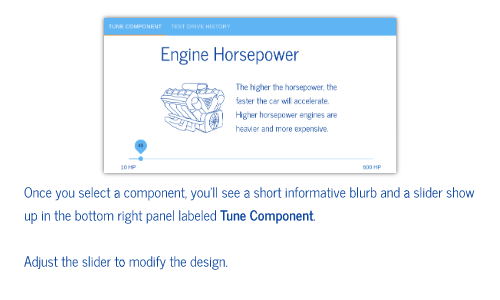 TUNE COMPONENT TEST DRIVE HISTORY
Engine Horsepower
The higher the horsepower, the
faster the car will accelerate.
Higher horsepower engines are
heavier and more expensive.
10 HP 500 HP
Once you select a component, you'll see a short informative blurb and a slider show
up in the bottom right panel labeled Tune Component.
Adjust the slider to modify the design.